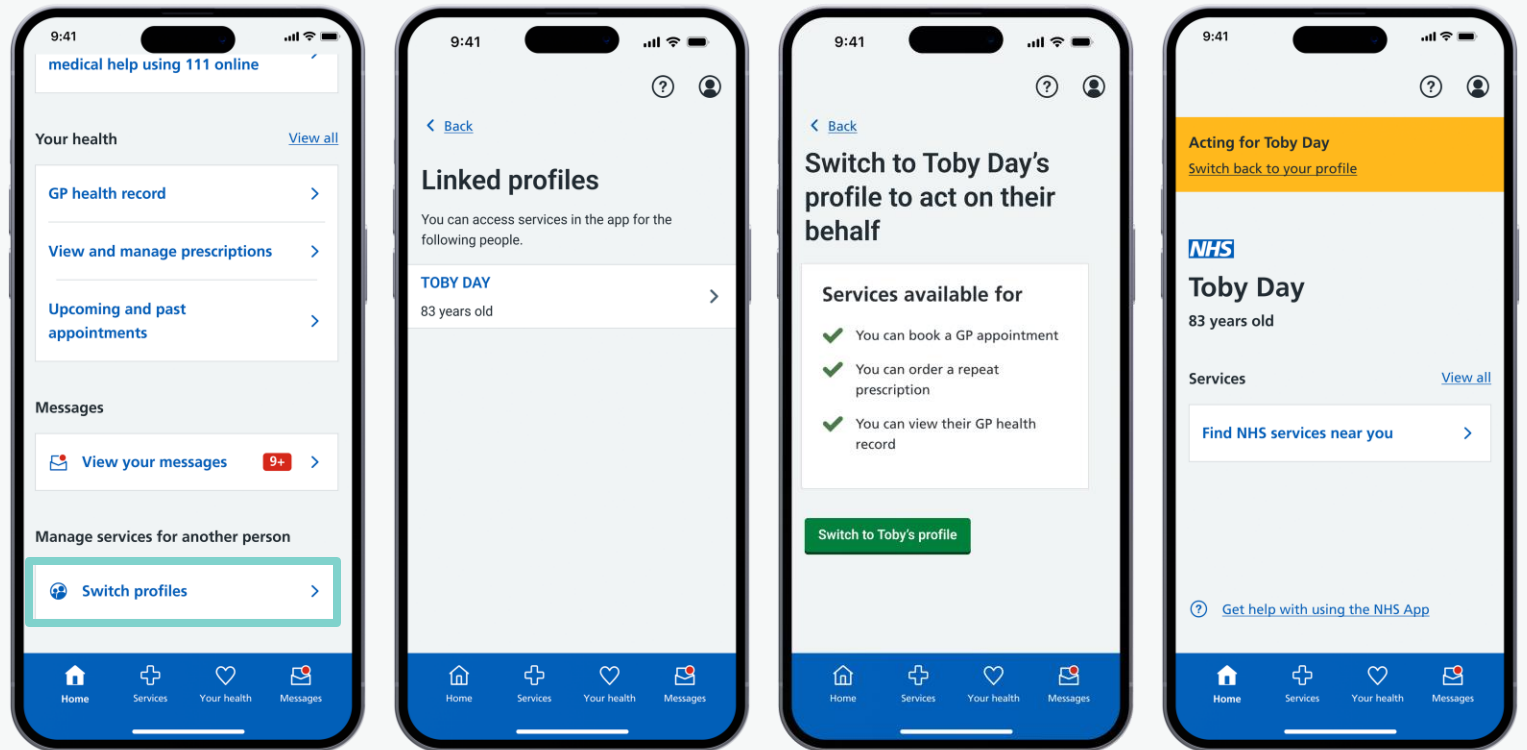 9:41
medical help using 111 online
Your health
View all
GP health record
View and manage prescriptions
Upcoming and past
appointments
Messages
View your messages
9+
Manage services for another person
Switch profiles
Home
Services
Your health
Messages
9:41
Back
Linked profiles
You can access services in the app for the
following people.
TOBY DAY
83 years old
Home
Services
Your health
Messages
9:41
Back
Switch to Toby Day's
profile to act on their
behalf
Services available for
You can book a GP appointment
You can order a repeat
prescription
You can view their GP health
record
Switch to Toby's profile
Home
Services
Your health
Messages
9:41
Acting for Toby Day
Switch back to your profile
NHS
Toby Day
83 years old
Services
View all
Find NHS services near you
Get help with using the NHS App
Home
Services
Your health
Messages